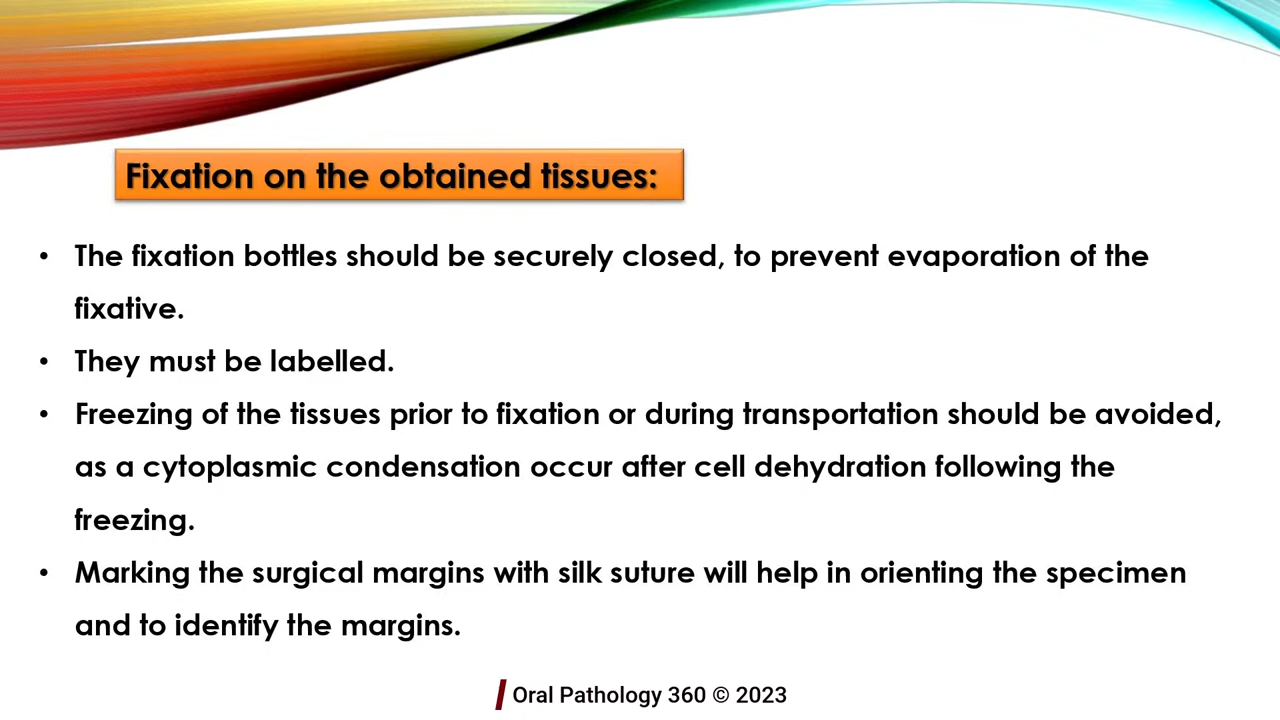 Fixation on the obtained tissues:
• The fixation bottles should be securely closed, to prevent evaporation of the
fixative.
• They must be labelled.
• Freezing of the tissues prior to fixation or during transportation should be avoided,
as a cytoplasmic condensation occur after cell dehydration following the
freezing.
• Marking the surgical margins with silk suture will help in orienting the specimen
and to identify the margins.
Oral Pathology 360 © 2023